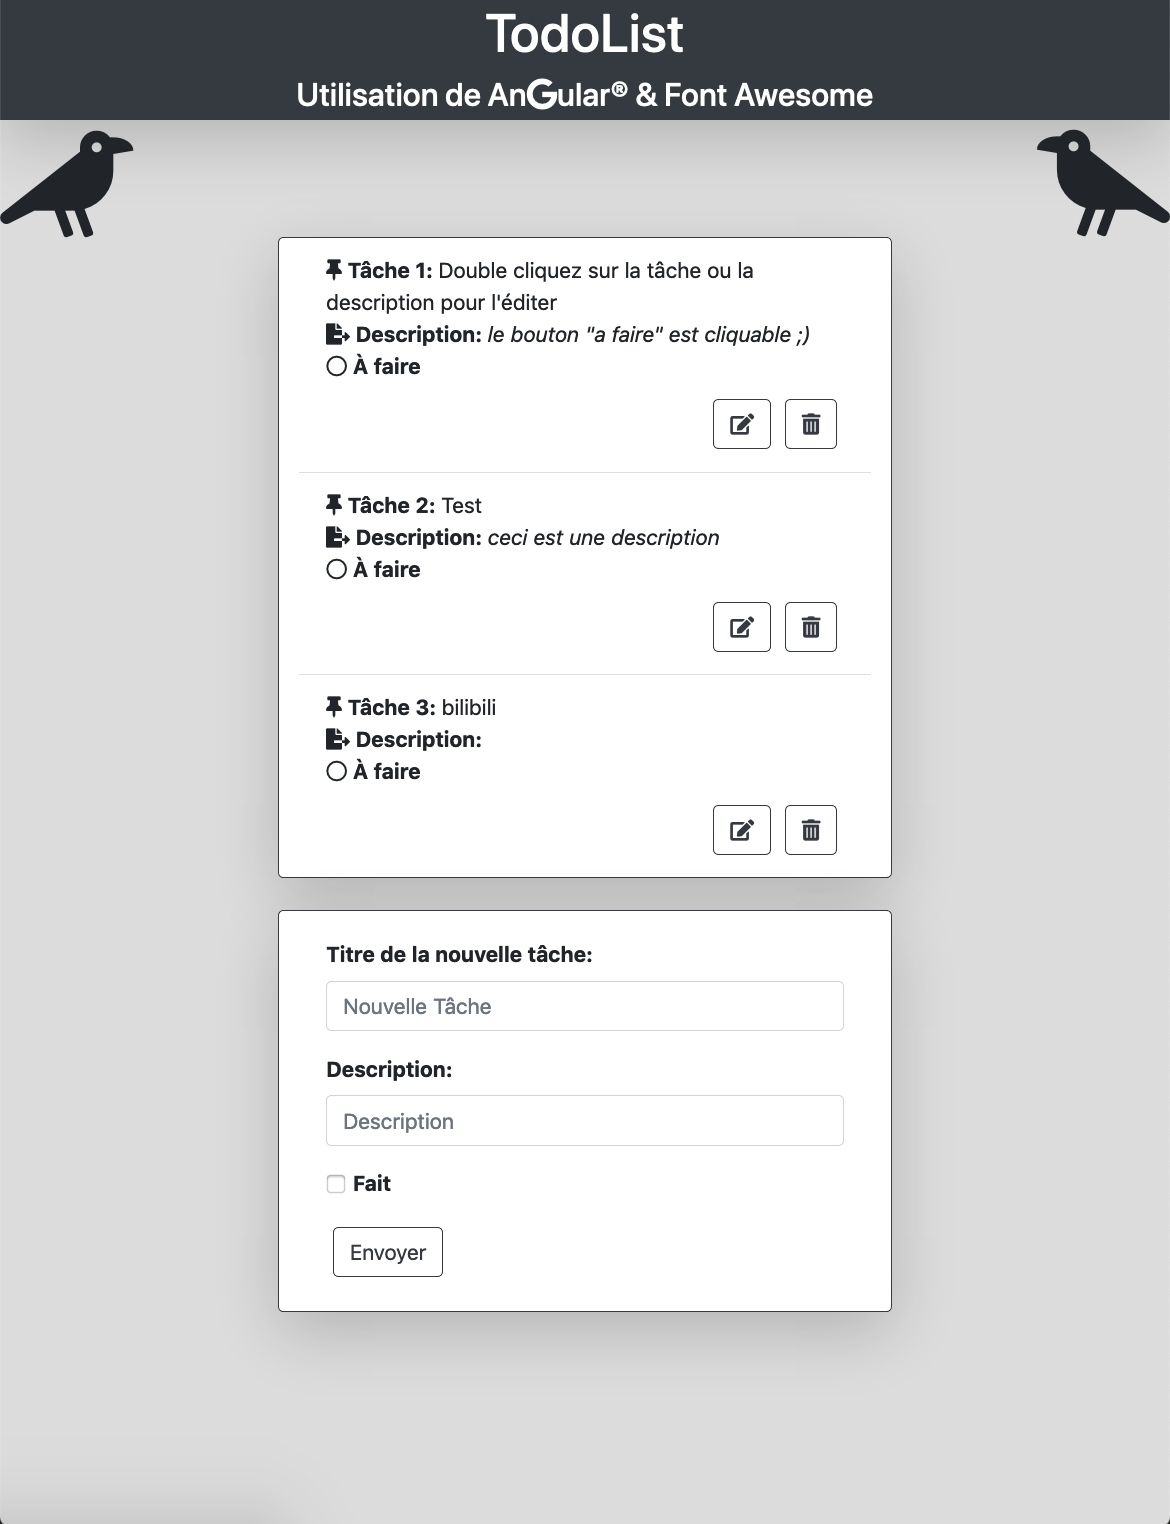 TodoList
Utilisation de AnGular® & Font Awesome
Tâche 1: Double cliquez sur la tâche ou la
description pour l'éditer
Description: le bouton "a faire" est cliquable ;)
À faire
Tâche 2: Test
Description: ceci est une description
À faire
Tâche 3: bilibili
Description:
À faire
Titre de la nouvelle tâche:
Nouvelle Tâche
Description:
Description
Fait
Envoyer